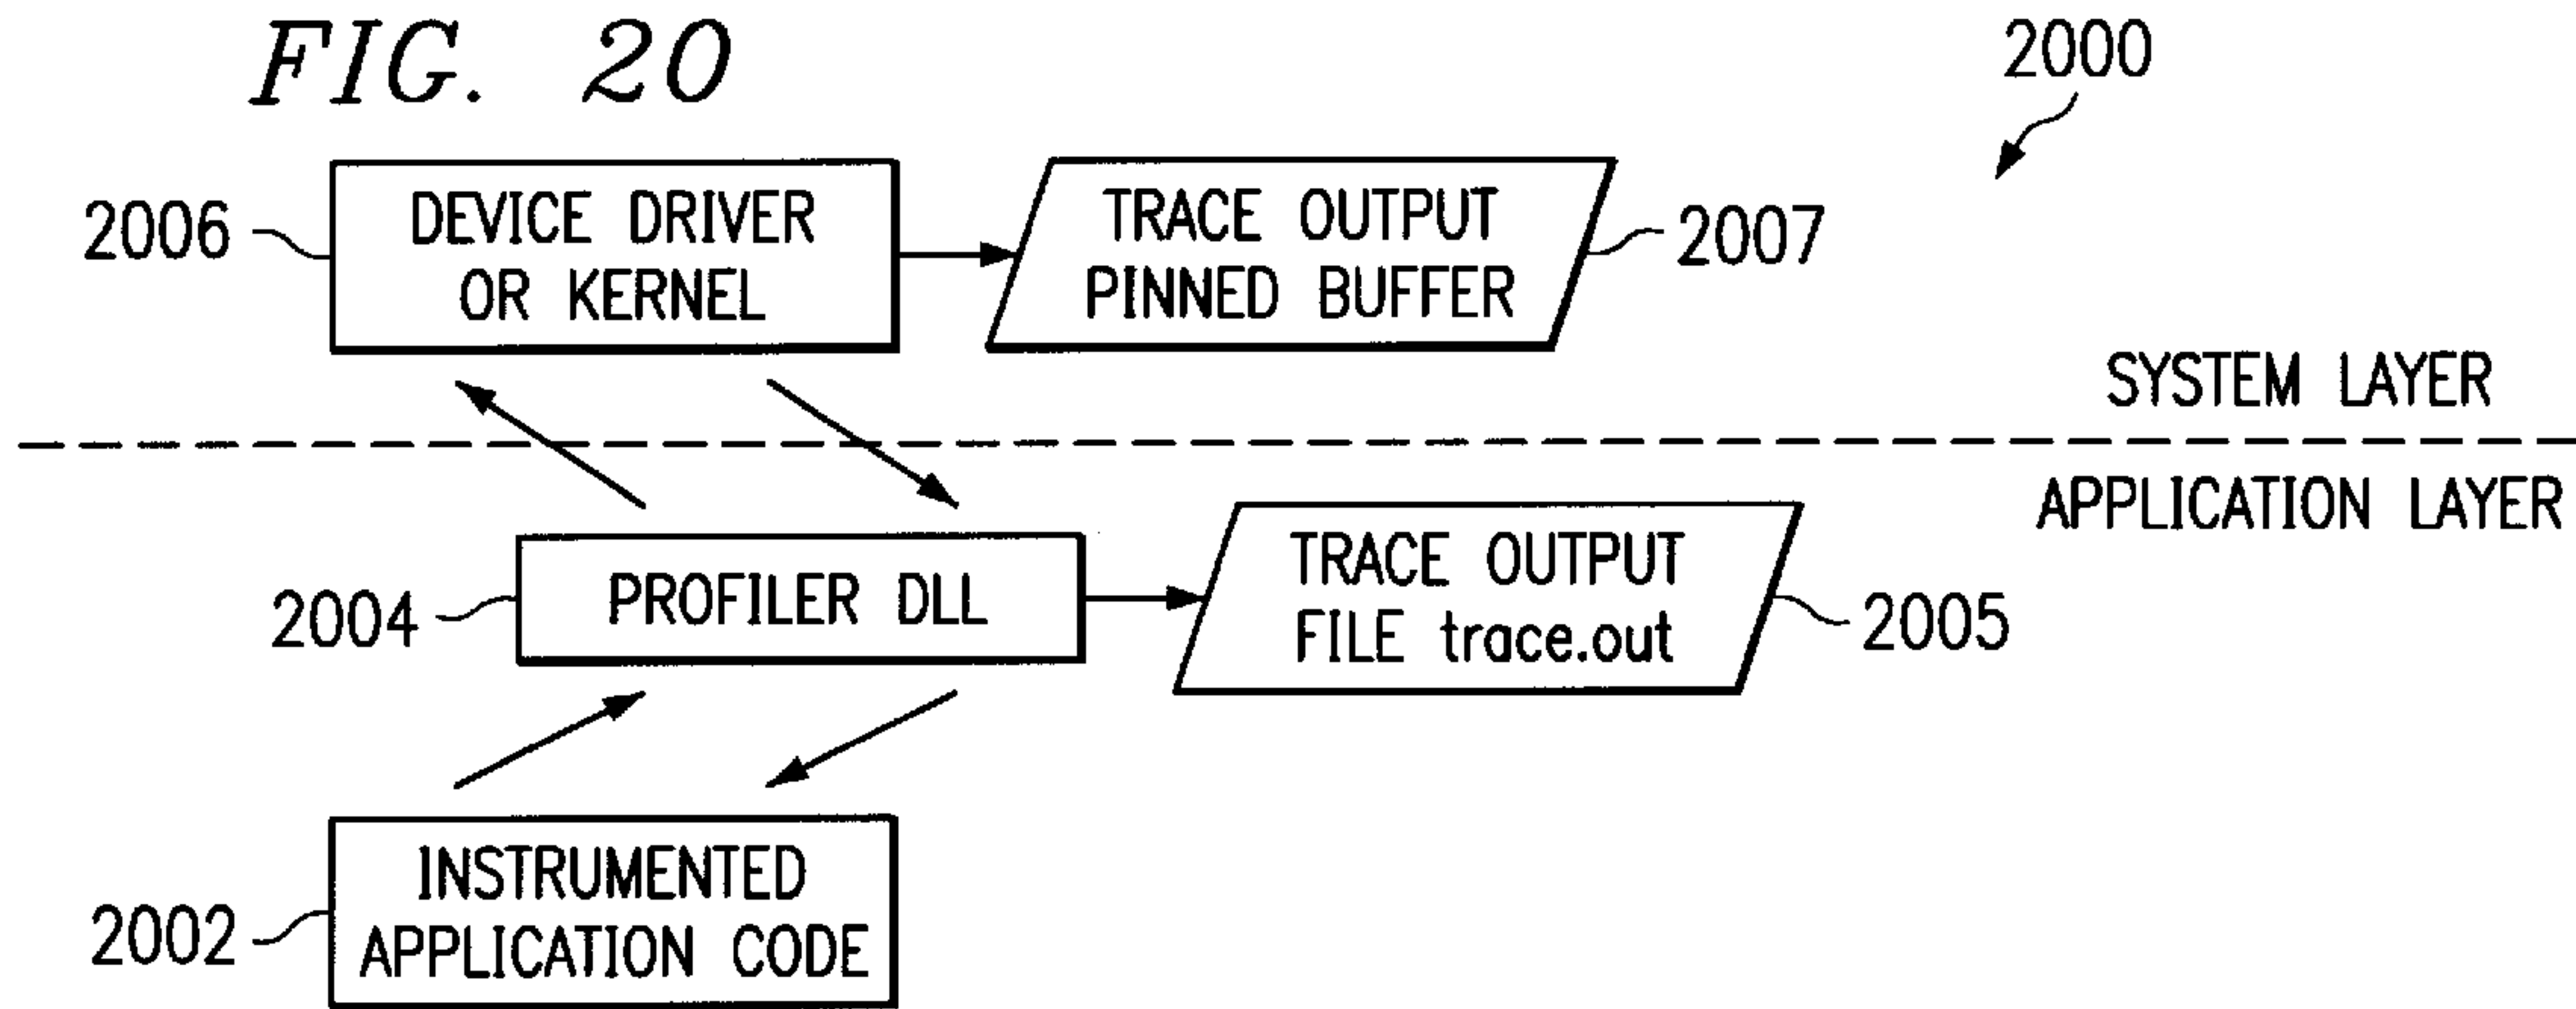 FIG. 20
2000
2006
DEVICE DRIVER
OR KERNEL
TRACE OUTPUT
PINNED BUFFER
2007
SYSTEM LAYER
APPLICATION LAYER
2004
PROFILER DLL
TRACE OUTPUT
FILE trace.out
2005
2002
INSTRUMENTED
APPLICATION CODE